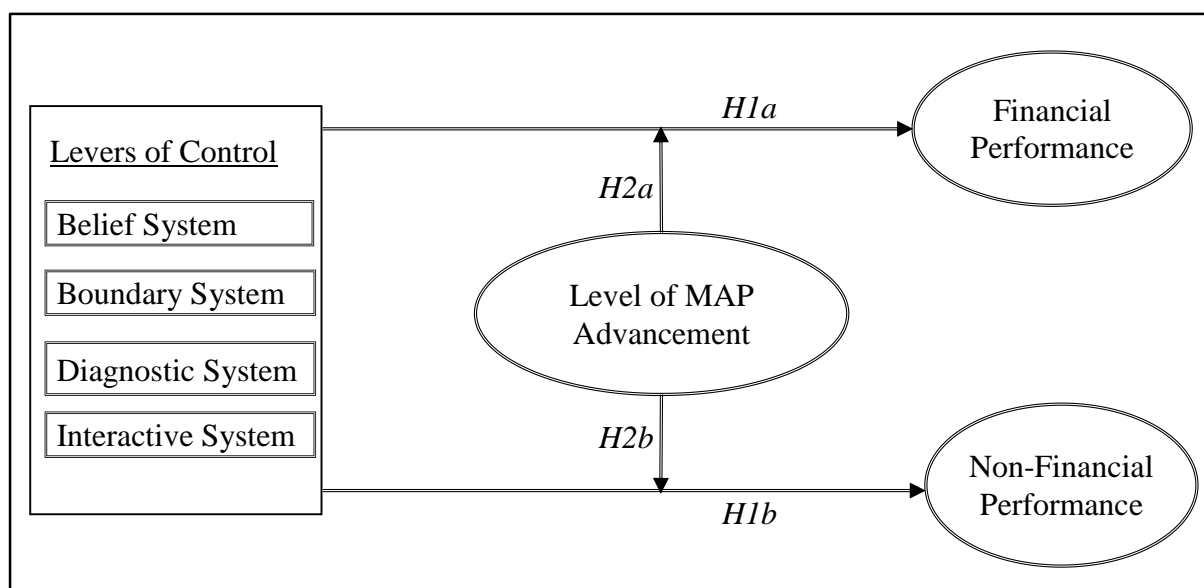 Levers of Control
Belief System
Boundary System
Diagnostic System
Interactive System
H1a
H2a
Level of MAP
Advancement
H2b
H1b
Financial
Performance
Non-Financial
Performance